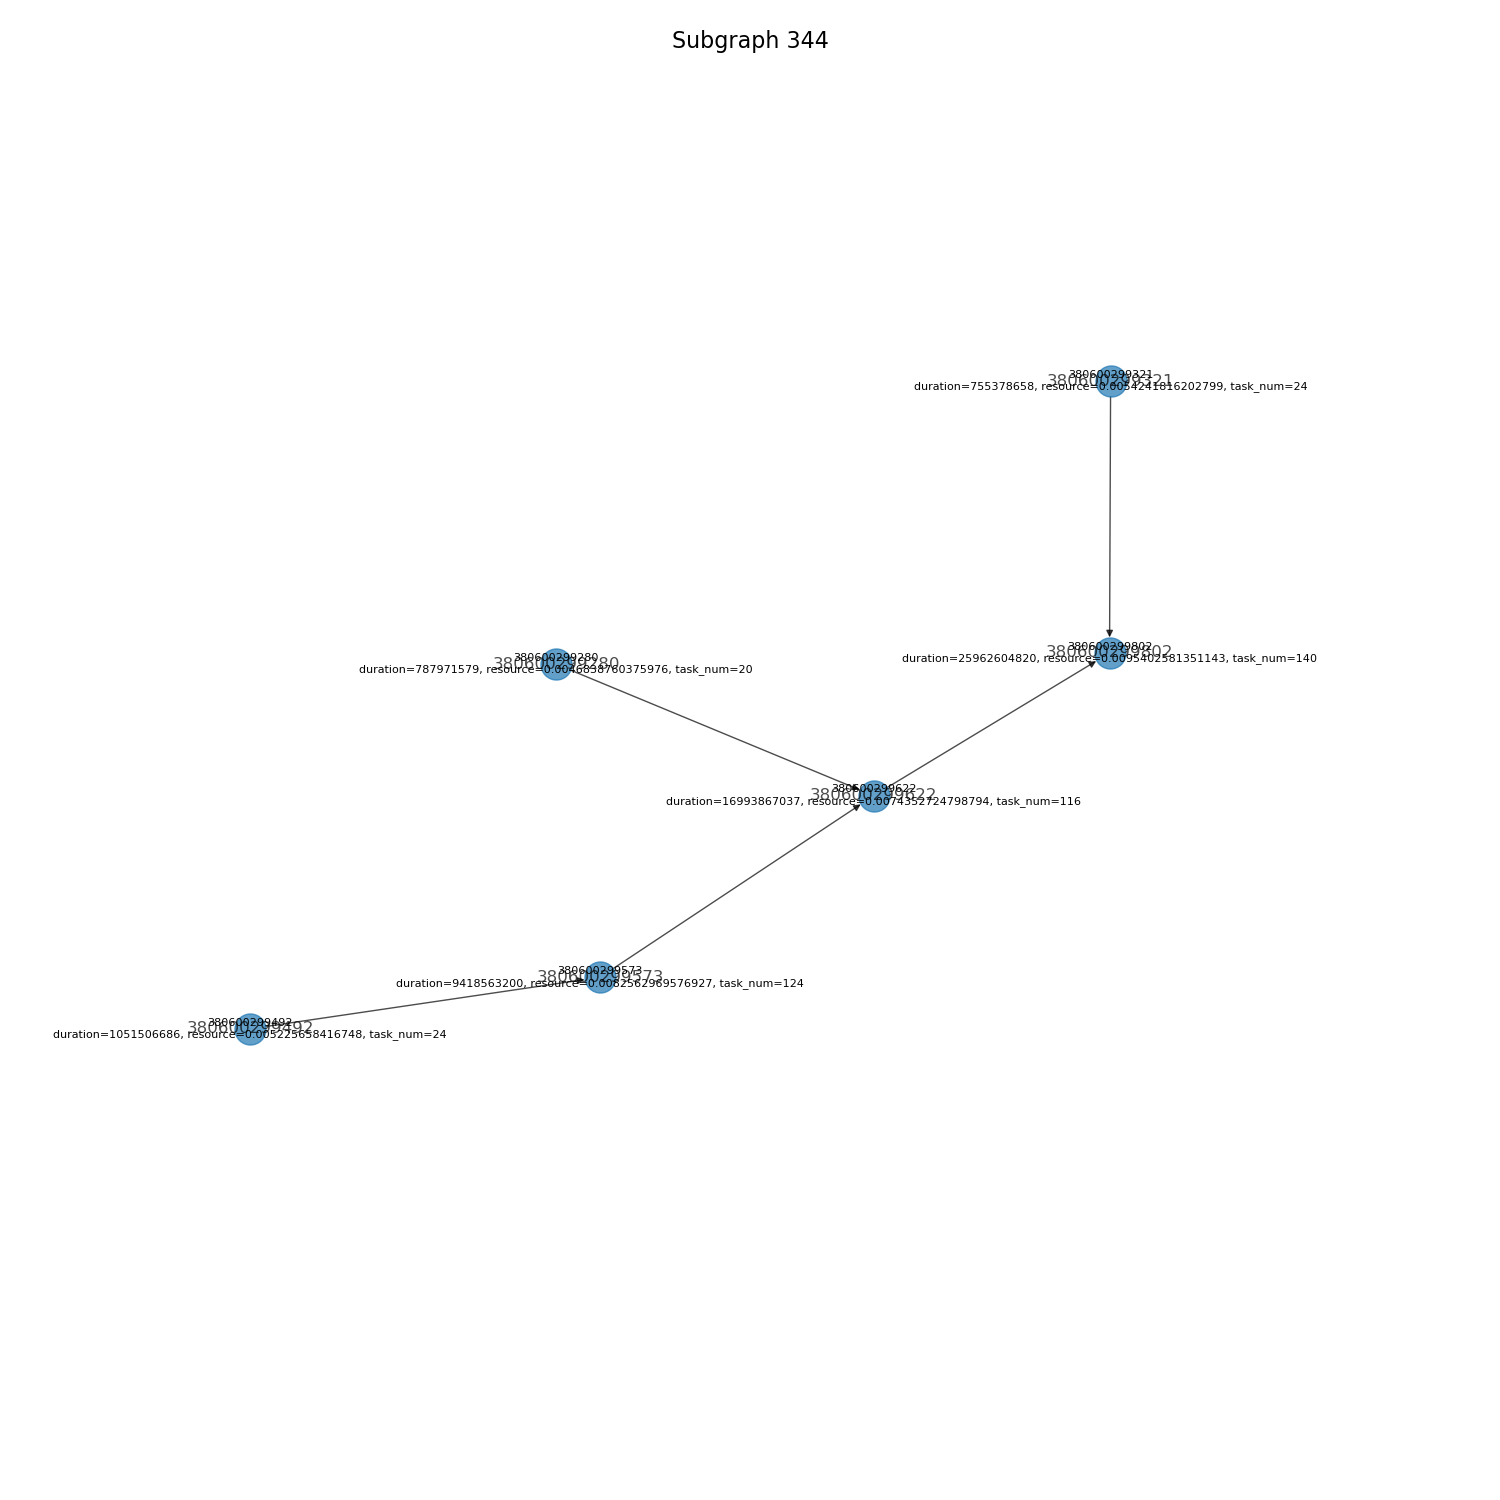 Subgraph 344
380600299321
380600299321
duration=755378658, resource=0.0054241816202799, task_num=24
380600299802
380600299802
duration=25962604820, resource=0.0095402581351143, task_num=140
380600299280
380600299280
duration=787971579, resource=0.0046838760375976, task_num=20
380600299622
380600299622
duration=16993867037, resource=0.0074352724798794, task_num=116
380600299573
380600299573
duration=9418563200, resource=0.0082562969576927, task_num=124
380600299492
380600299492
duration=1051506686, resource=0.005225658416748, task_num=24